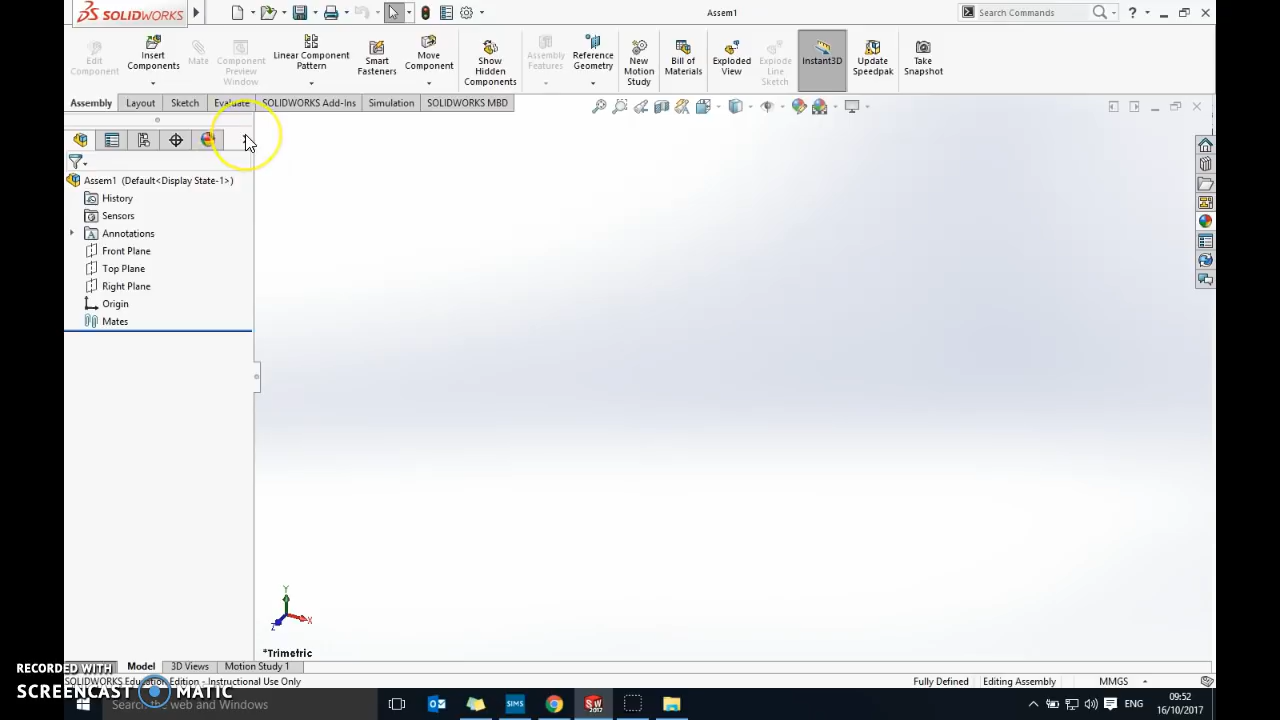 SOLIDWORKS
Assem1
Search Commands
?
Edit Component
Insert Components
Mate
Component Preview Window
Linear Component Pattern
Smart Fasteners
Move Component
Show Hidden Components
Assembly Features
Reference Geometry
New Motion Study
Bill of Materials
Exploded View
Explode Line Sketch
Instant3D
Update Speedpak
Take Snapshot
Assembly
Layout
Sketch
Evaluate
SOLIDWORKS Add-Ins
Simulation
SOLIDWORKS MBD
Assem1 (Default<Display State-1>)
History
Sensors
Annotations
Front Plane
Top Plane
Right Plane
Origin
Mates
Y
X
Z
*Trimetric
Model
3D Views
Motion Study 1
RECORDED WITH
SCREENCAST MATIC
SOLIDWORKS Education Edition - Instructional Use Only
Fully Defined
Editing Assembly
MMGS
Search the web and Windows
SIMS
SW
2017
ENG
09:52
16/10/2017